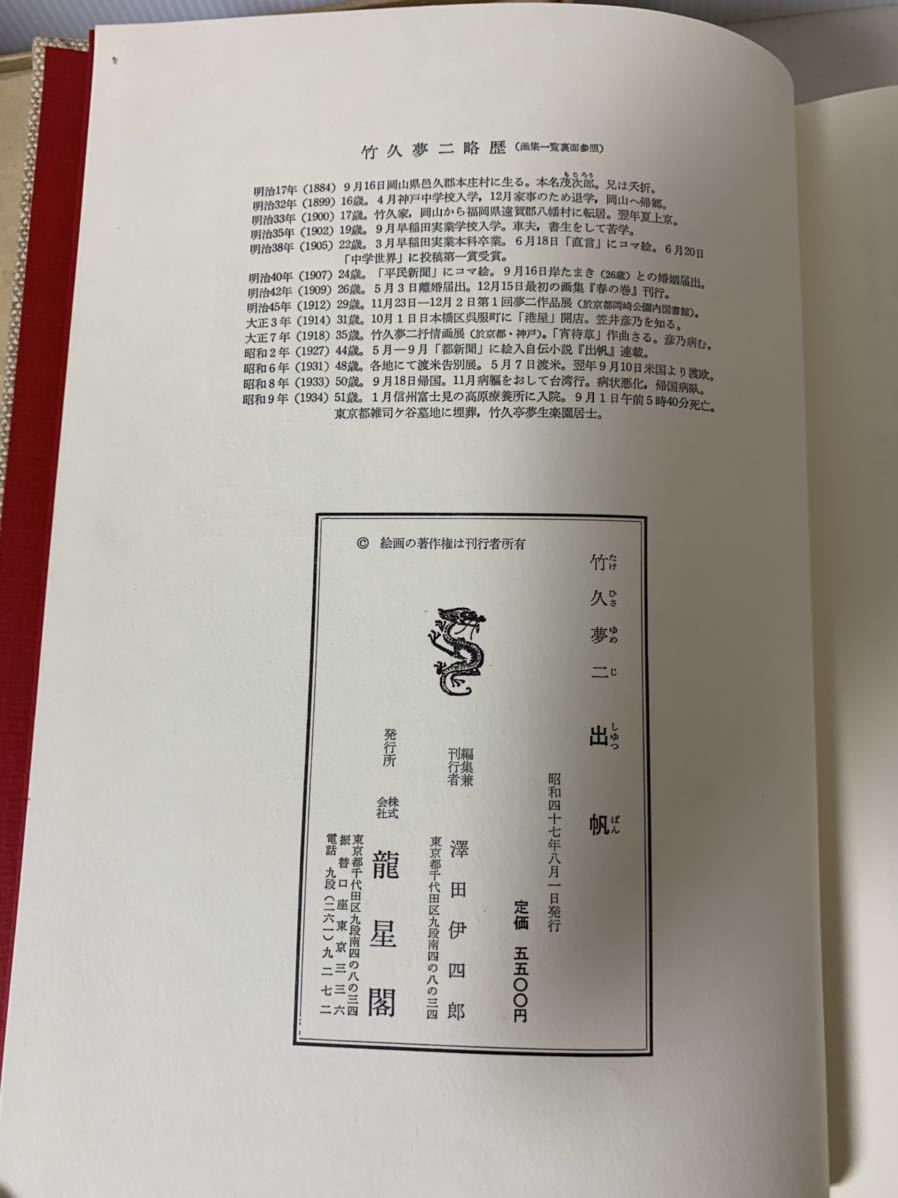 竹久夢二略歴（画集一覧裏面参照）
明治17年（1884）9月16日岡山県邑久郡本庄村に生る。本名茂次郎。兄は夭折。
もじろう
明治32年（1899）16歳。4月神戸中学校入学，12月家事のため退学，岡山へ帰郷。
明治33年（1900）17歳。竹久家，岡山から福岡県遠賀郡八幡村に転居。翌年夏上京。
明治35年（1902）19歳。9月早稲田実業学校入学。車夫，書生をして苦学。
明治38年（1905）22歳。3月早稲田実業本科卒業。6月18日「直言」にコマ絵。6月20日
「中学世界」に投稿第一賞受賞。
明治40年（1907）24歳。「平民新聞」にコマ絵。9月16日岸たまき（26歳）との婚姻届出。
明治42年（1909）26歳。5月3日離婚届出。12月15日最初の画集『春の巻』刊行。
明治45年（1912）29歳。11月23日―12月2日第1回夢二作品展（於京都岡崎公園内図書館）。
大正3年（1914）31歳。10月1日日本橋区呉服町に「港屋」開店。笠井彦乃を知る。
大正7年（1918）35歳。竹久夢二抒情画展（於京都・神戸）。「宵待草」作曲さる。彦乃病む。
昭和2年（1927）44歳。5月―9月「都新聞」に絵入自伝小説『出帆』連載。
昭和6年（1931）48歳。各地にて渡米告別展。5月7日渡米。翌年9月10日米国より渡欧。
昭和8年（1933）50歳。9月18日帰国。11月病軀をおして台湾行。病状悪化，帰国病臥。
昭和9年（1934）51歳。1月信州富士見の高原療養所に入院。9月1日午前5時40分死亡。
東京都雑司ケ谷墓地に埋葬，竹久亭夢生楽園居士。
© 絵画の著作権は刊行者所有
竹久夢二 出帆
たけひさゆめじ しゆつぱん
昭和四十七年八月一日発行
定価 五五〇〇円
編集兼
刊行者
澤田伊四郎
東京都千代田区九段南四の八の三四
発行所
株式
会社
龍星閣
東京都千代田区九段南四の八の三四
振替口座東京三三六
電話 九段（二六一）九二七二